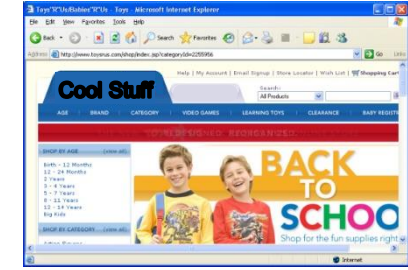 Toys"R"Us/Babies"R"Us - Toys - Microsoft Internet Explorer
File Edit View Favorites Tools Help
Back Search Favorites
Address http://www.toysrus.com/shop/index.jsp?categoryId=2255956 Go Links
Help | My Account | Email Signup | Store Locator | Wish List | Shopping Cart
Cool Stuff
Search:
All Products
AGE BRAND CATEGORY VIDEO GAMES LEARNING TOYS CLEARANCE BABY REGISTR
REORGANIZED
SHOP BY AGE (view all)
Birth - 12 Months
12 - 24 Months
2 Years
3 - 4 Years
5 - 7 Years
8 - 11 Years
12 - 14 Years
Big Kids
SHOP BY CATEGORY (view all)
BACK
TO
SCHOO
Shop for the fun supplies right
Internet